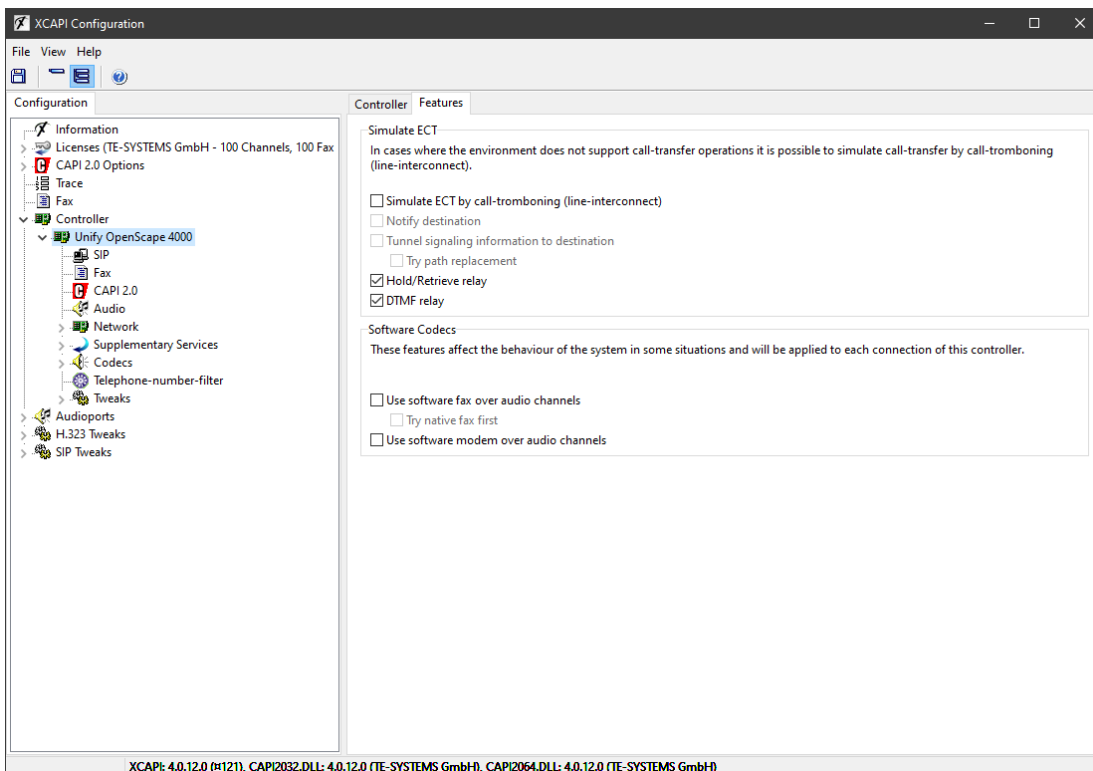 XCAPI Configuration
File View Help
Configuration
Information
Licenses (TE-SYSTEMS GmbH - 100 Channels, 100 Fax
CAPI 2.0 Options
Trace
Fax
Controller
Unify OpenScape 4000
SIP
Fax
CAPI 2.0
Audio
Network
Supplementary Services
Codecs
Telephone-number-filter
Tweaks
Audioports
H.323 Tweaks
SIP Tweaks
Controller Features
Simulate ECT
In cases where the environment does not support call-transfer operations it is possible to simulate call-transfer by call-tromboning
(line-interconnect).
Simulate ECT by call-tromboning (line-interconnect)
Notify destination
Tunnel signaling information to destination
Try path replacement
Hold/Retrieve relay
DTMF relay
Software Codecs
These features affect the behaviour of the system in some situations and will be applied to each connection of this controller.
Use software fax over audio channels
Try native fax first
Use software modem over audio channels
XCAPI: 4.0.12.0 (¤121), CAPI2032.DLL: 4.0.12.0 (TE-SYSTEMS GmbH), CAPI2064.DLL: 4.0.12.0 (TE-SYSTEMS GmbH)